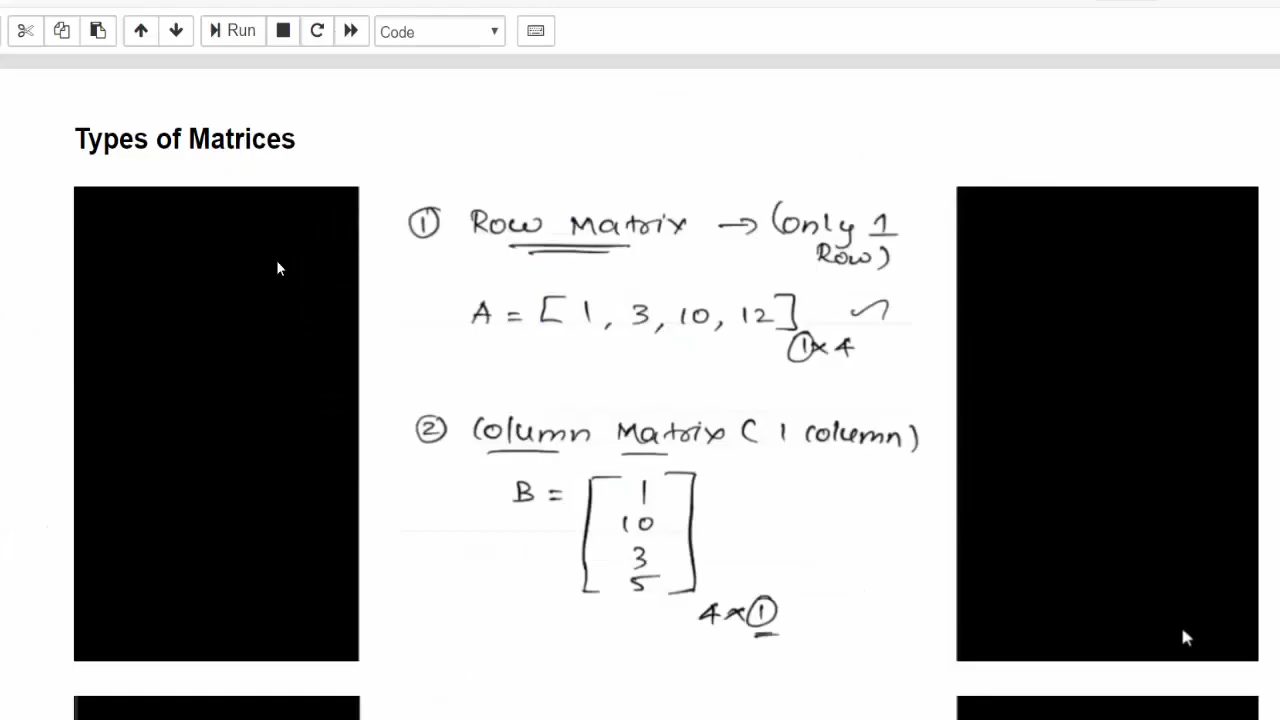 Run
Code
Types of Matrices
① Row Matrix → (only 1
Row)
A = [ 1, 3, 10, 12 ]
1×4
② Column Matrix ( 1 column)
B = [ 1
10
3
5 ]
4×1